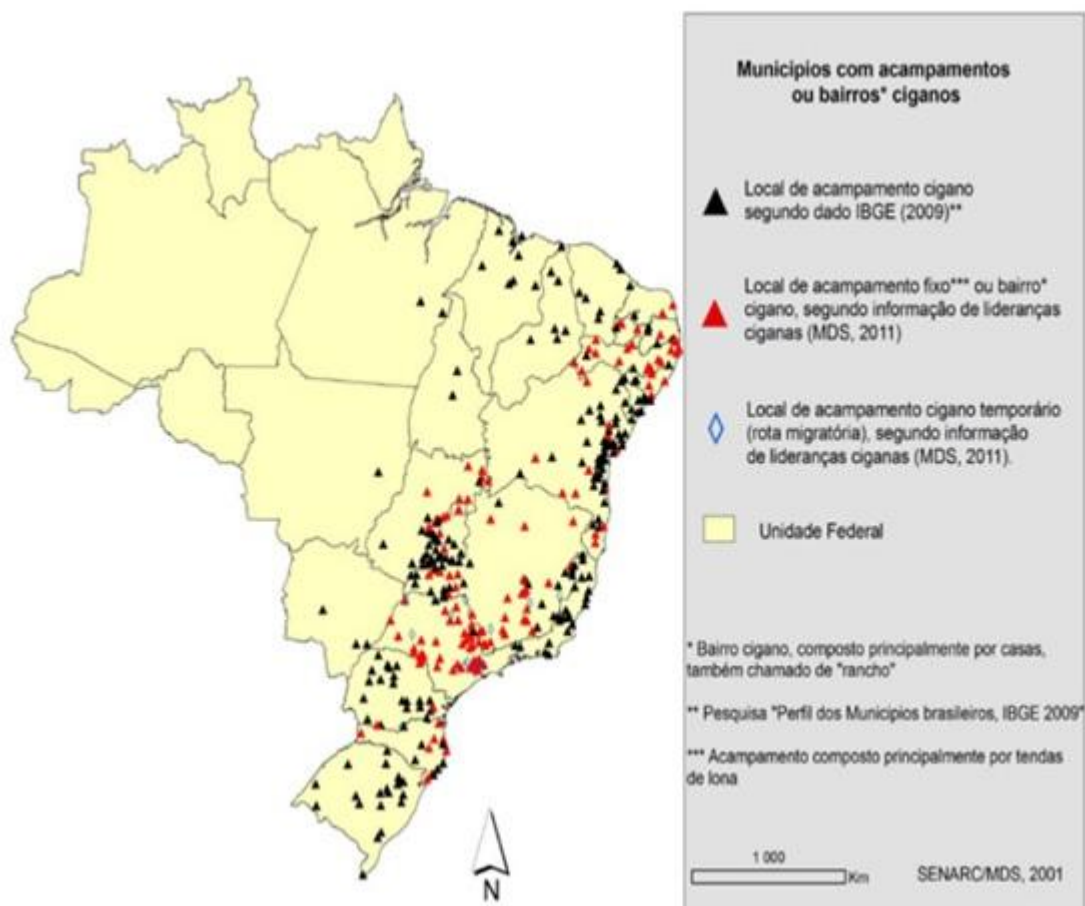 Municipios com acampamentos
ou bairros* ciganos
Local de acampamento cigano
segundo dado IBGE (2009)**
Local de acampamento fixo*** ou bairro*
cigano, segundo informação de lideranças
ciganas (MDS, 2011)
Local de acampamento cigano temporário
(rota migratória), segundo informação
de lideranças ciganas (MDS, 2011).
Unidade Federal
* Bairro cigano, composto principalmente por casas,
também chamado de "rancho"
** Pesquisa "Perfil dos Municipios brasileiros, IBGE 2009"
*** Acampamento composto principalmente por tendas
de lona
1 000
Km
SENARC/MDS, 2001
N